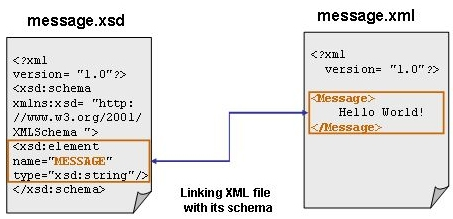 message.xsd
<?xml
version= "1.0"?>
<xsd:schema
xmlns:xsd= "http:
//www.w3.org/2001/
XMLSchema ">
<xsd:element
name="MESSAGE"
type="xsd:string"/>
</xsd:schema>
message.xml
<?xml
version= "1.0"?>
<Message>
Hello World!
</Message>
Linking XML file
with its schema